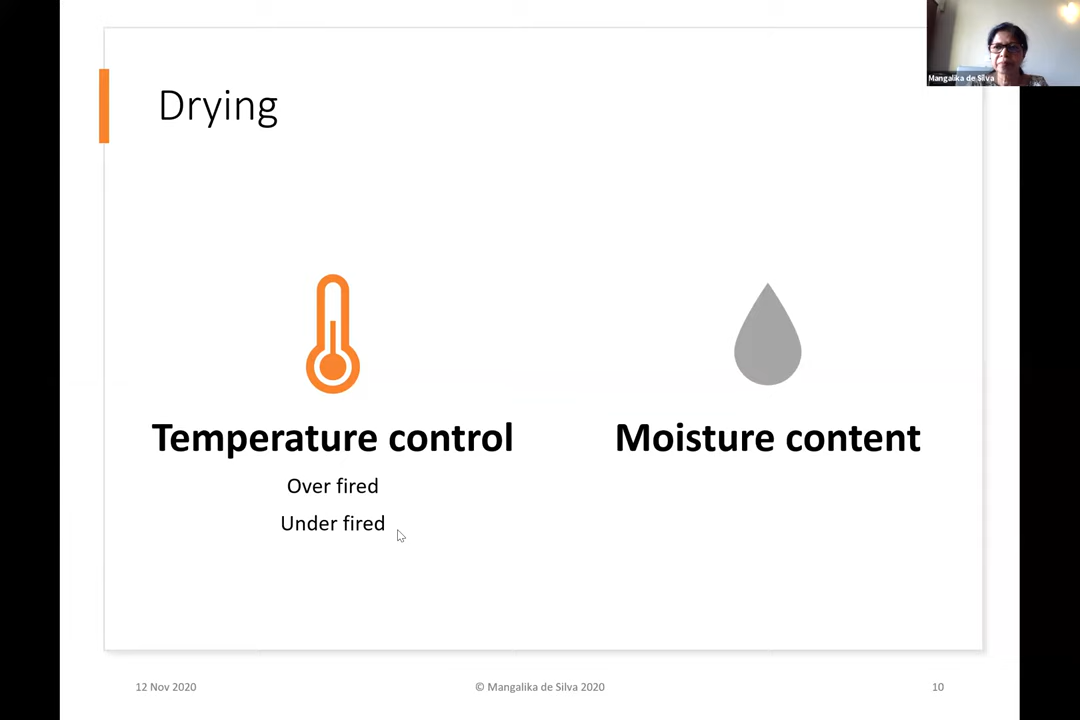 Mangalika de Silva
Drying
Temperature control
Over fired
Under fired
Moisture content
12 Nov 2020
© Mangalika de Silva 2020
10